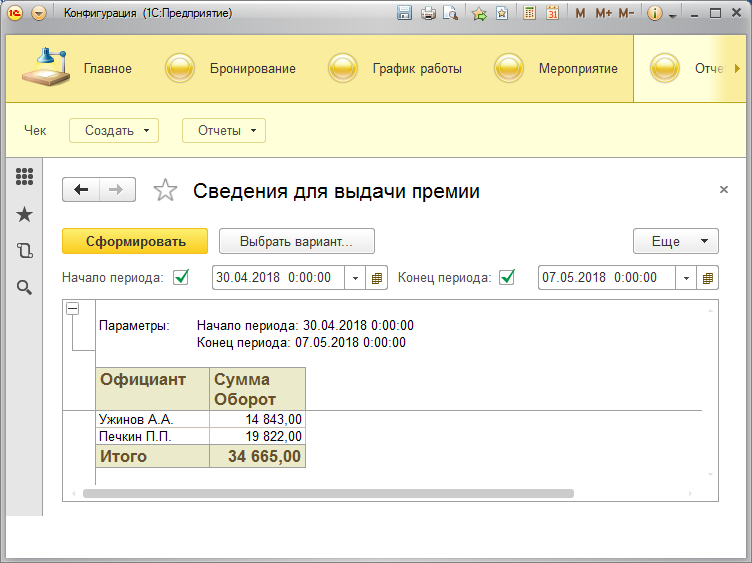 Конфигурация (1С:Предприятие)
M M+ M-
Главное Бронирование График работы Мероприятие Отче
Чек Создать Отчеты
Сведения для выдачи премии
Сформировать Выбрать вариант... Еще
Начало периода: 30.04.2018 0:00:00 Конец периода: 07.05.2018 0:00:00
Параметры: Начало периода: 30.04.2018 0:00:00
Конец периода: 07.05.2018 0:00:00
Официант Сумма
Оборот
Ужинов А.А. 14 843,00
Печкин П.П. 19 822,00
Итого 34 665,00